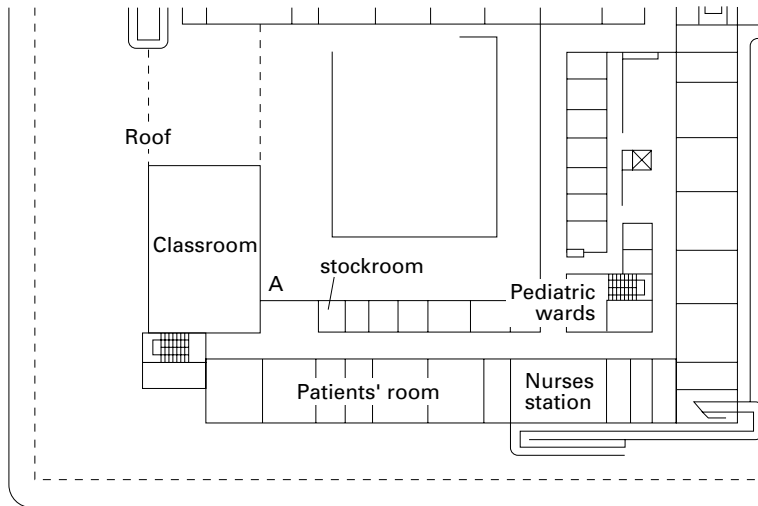 Roof
Classroom
A
stockroom
Pediatric
wards
Patients' room
Nurses
station